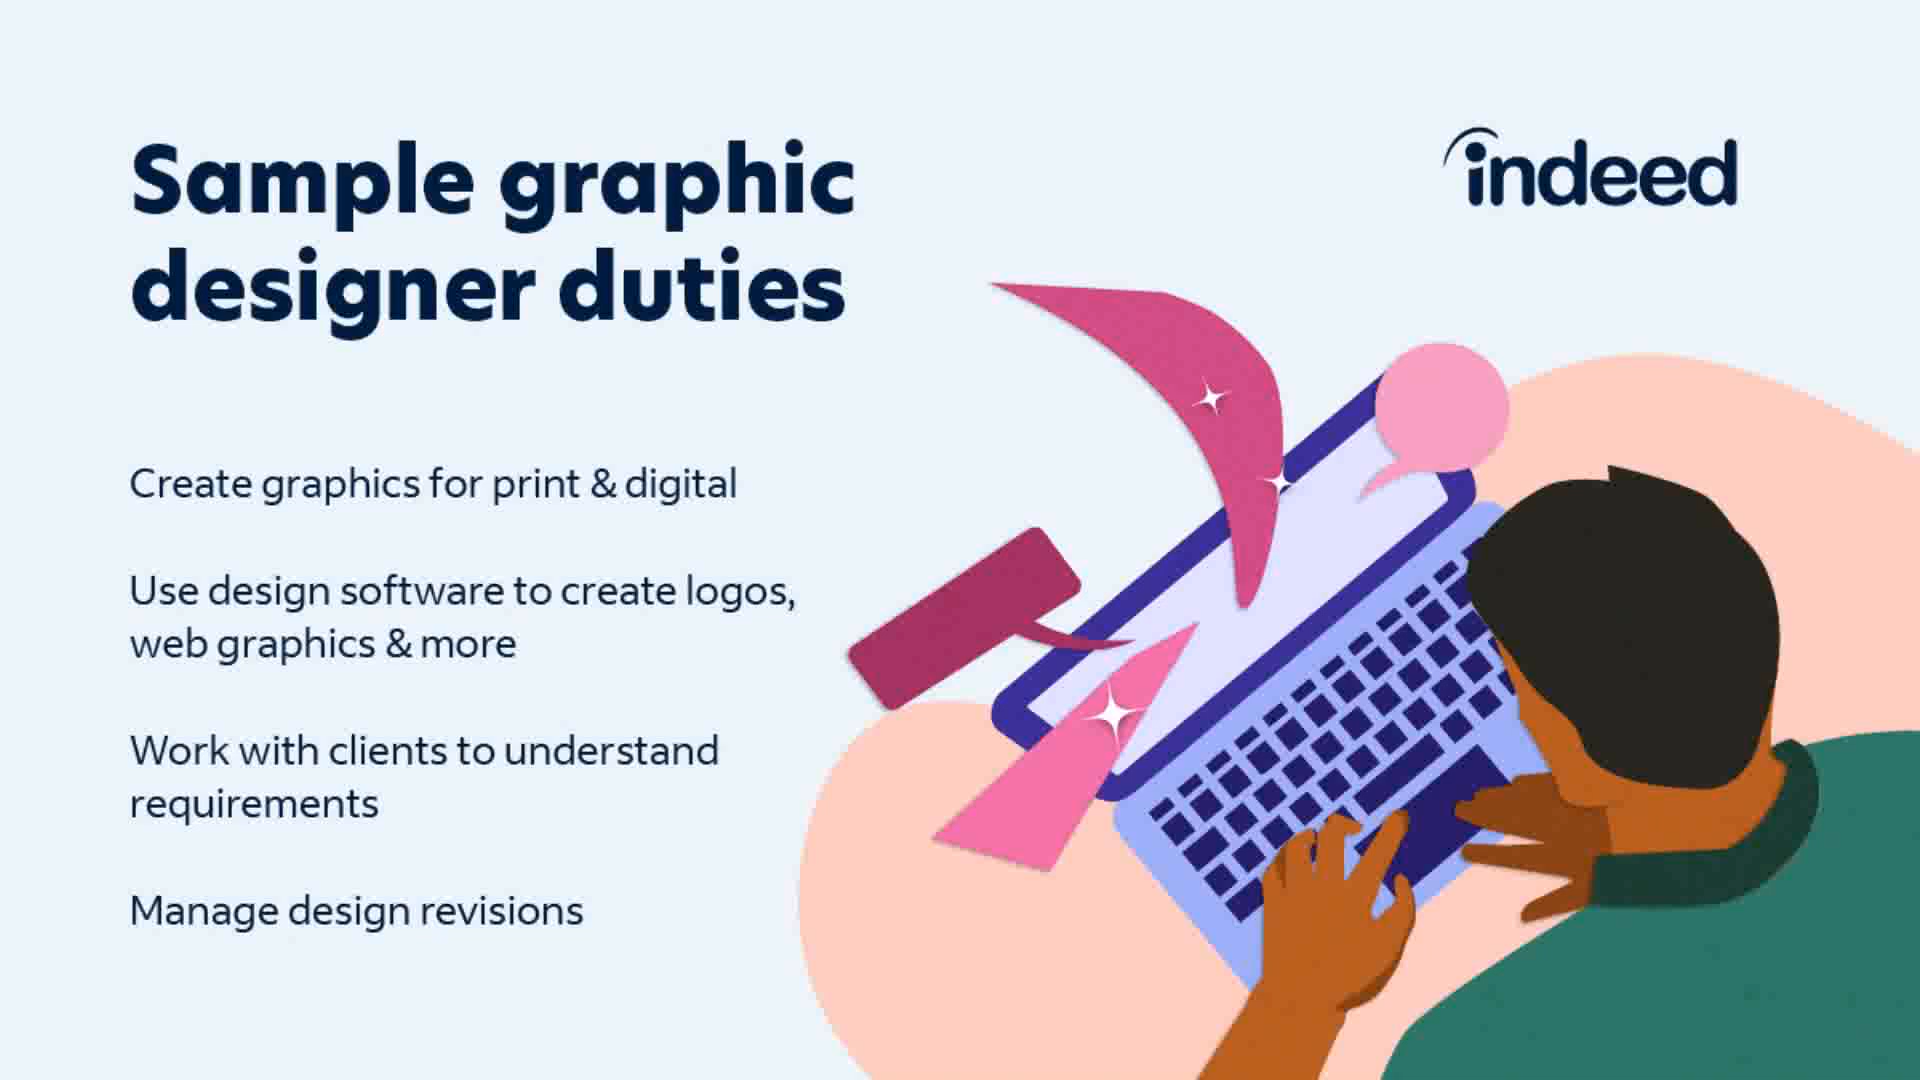 Sample graphic
designer duties
indeed
Create graphics for print & digital
Use design software to create logos,
web graphics & more
Work with clients to understand
requirements
Manage design revisions